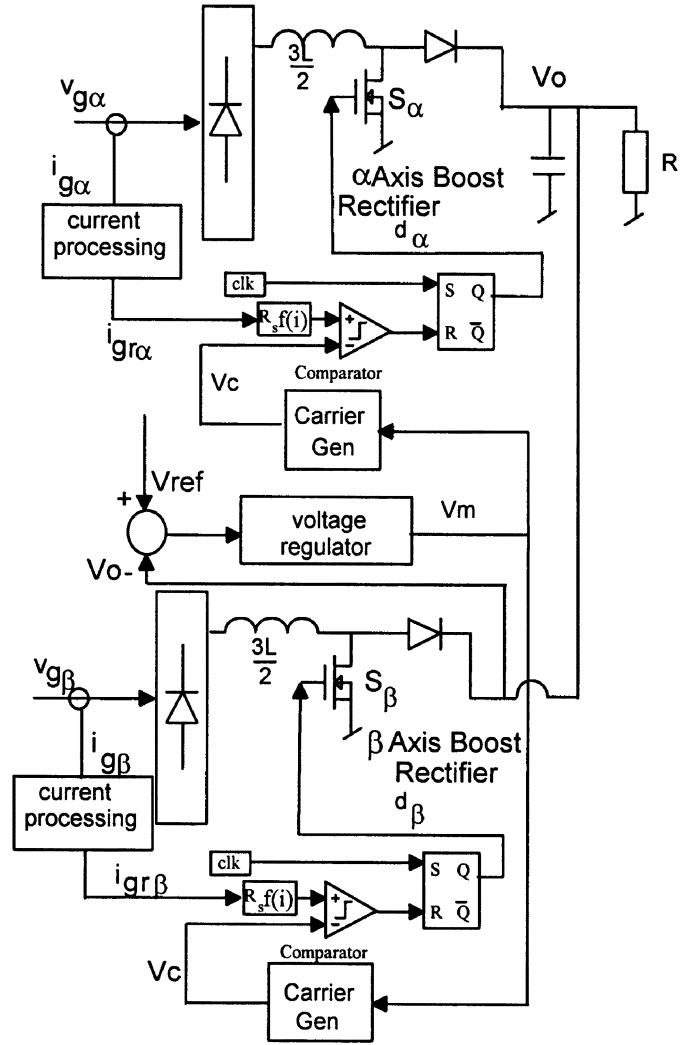 3L
2
Vo
vgα
Sα
R
igα
αAxis Boost
Rectifier
dα
current
processing
clk
S Q
Rsf(i)
+
-
R Q̅
igrα
Comparator
Vc
Carrier
Gen
Vref
+
Vm
voltage
regulator
Vo-
3L
2
vgβ
Sβ
igβ
β Axis Boost
Rectifier
dβ
current
processing
clk
S Q
igrβ
Rsf(i)
+
-
R Q̅
Comparator
Vc
Carrier
Gen